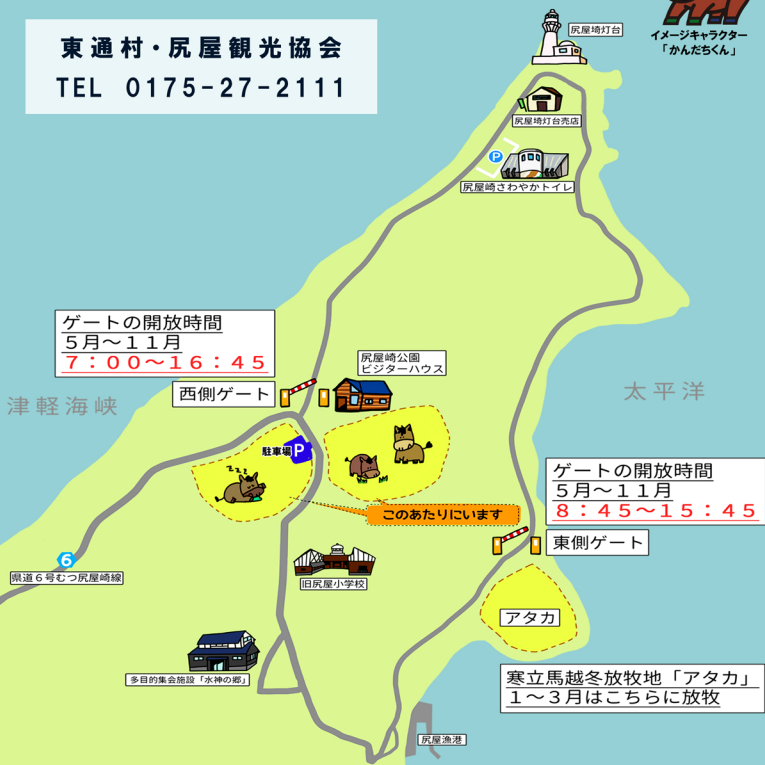 東通村・尻屋観光協会
TEL 0175-27-2111
イメージキャラクター
「かんだちくん」
尻屋埼灯台
尻屋埼灯台売店
P
尻屋崎さわやかトイレ
ゲートの開放時間
５月～１１月
７：００～１６：４５
尻屋崎公園
ビジターハウス
西側ゲート
津軽海峡
太平洋
駐車場 P
zzz
ゲートの開放時間
５月～１１月
８：４５～１５：４５
このあたりにいます
東側ゲート
6
県道６号むつ尻屋崎線
旧尻屋小学校
アタカ
多目的集会施設「水神の郷」
寒立馬越冬放牧地「アタカ」
１～３月はこちらに放牧
尻屋漁港